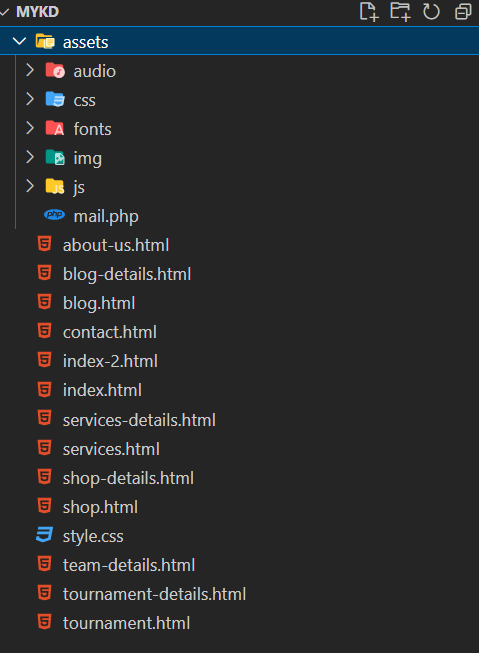 MYKD
assets
audio
css
fonts
img
js
mail.php
about-us.html
blog-details.html
blog.html
contact.html
index-2.html
index.html
services-details.html
services.html
shop-details.html
shop.html
style.css
team-details.html
tournament-details.html
tournament.html